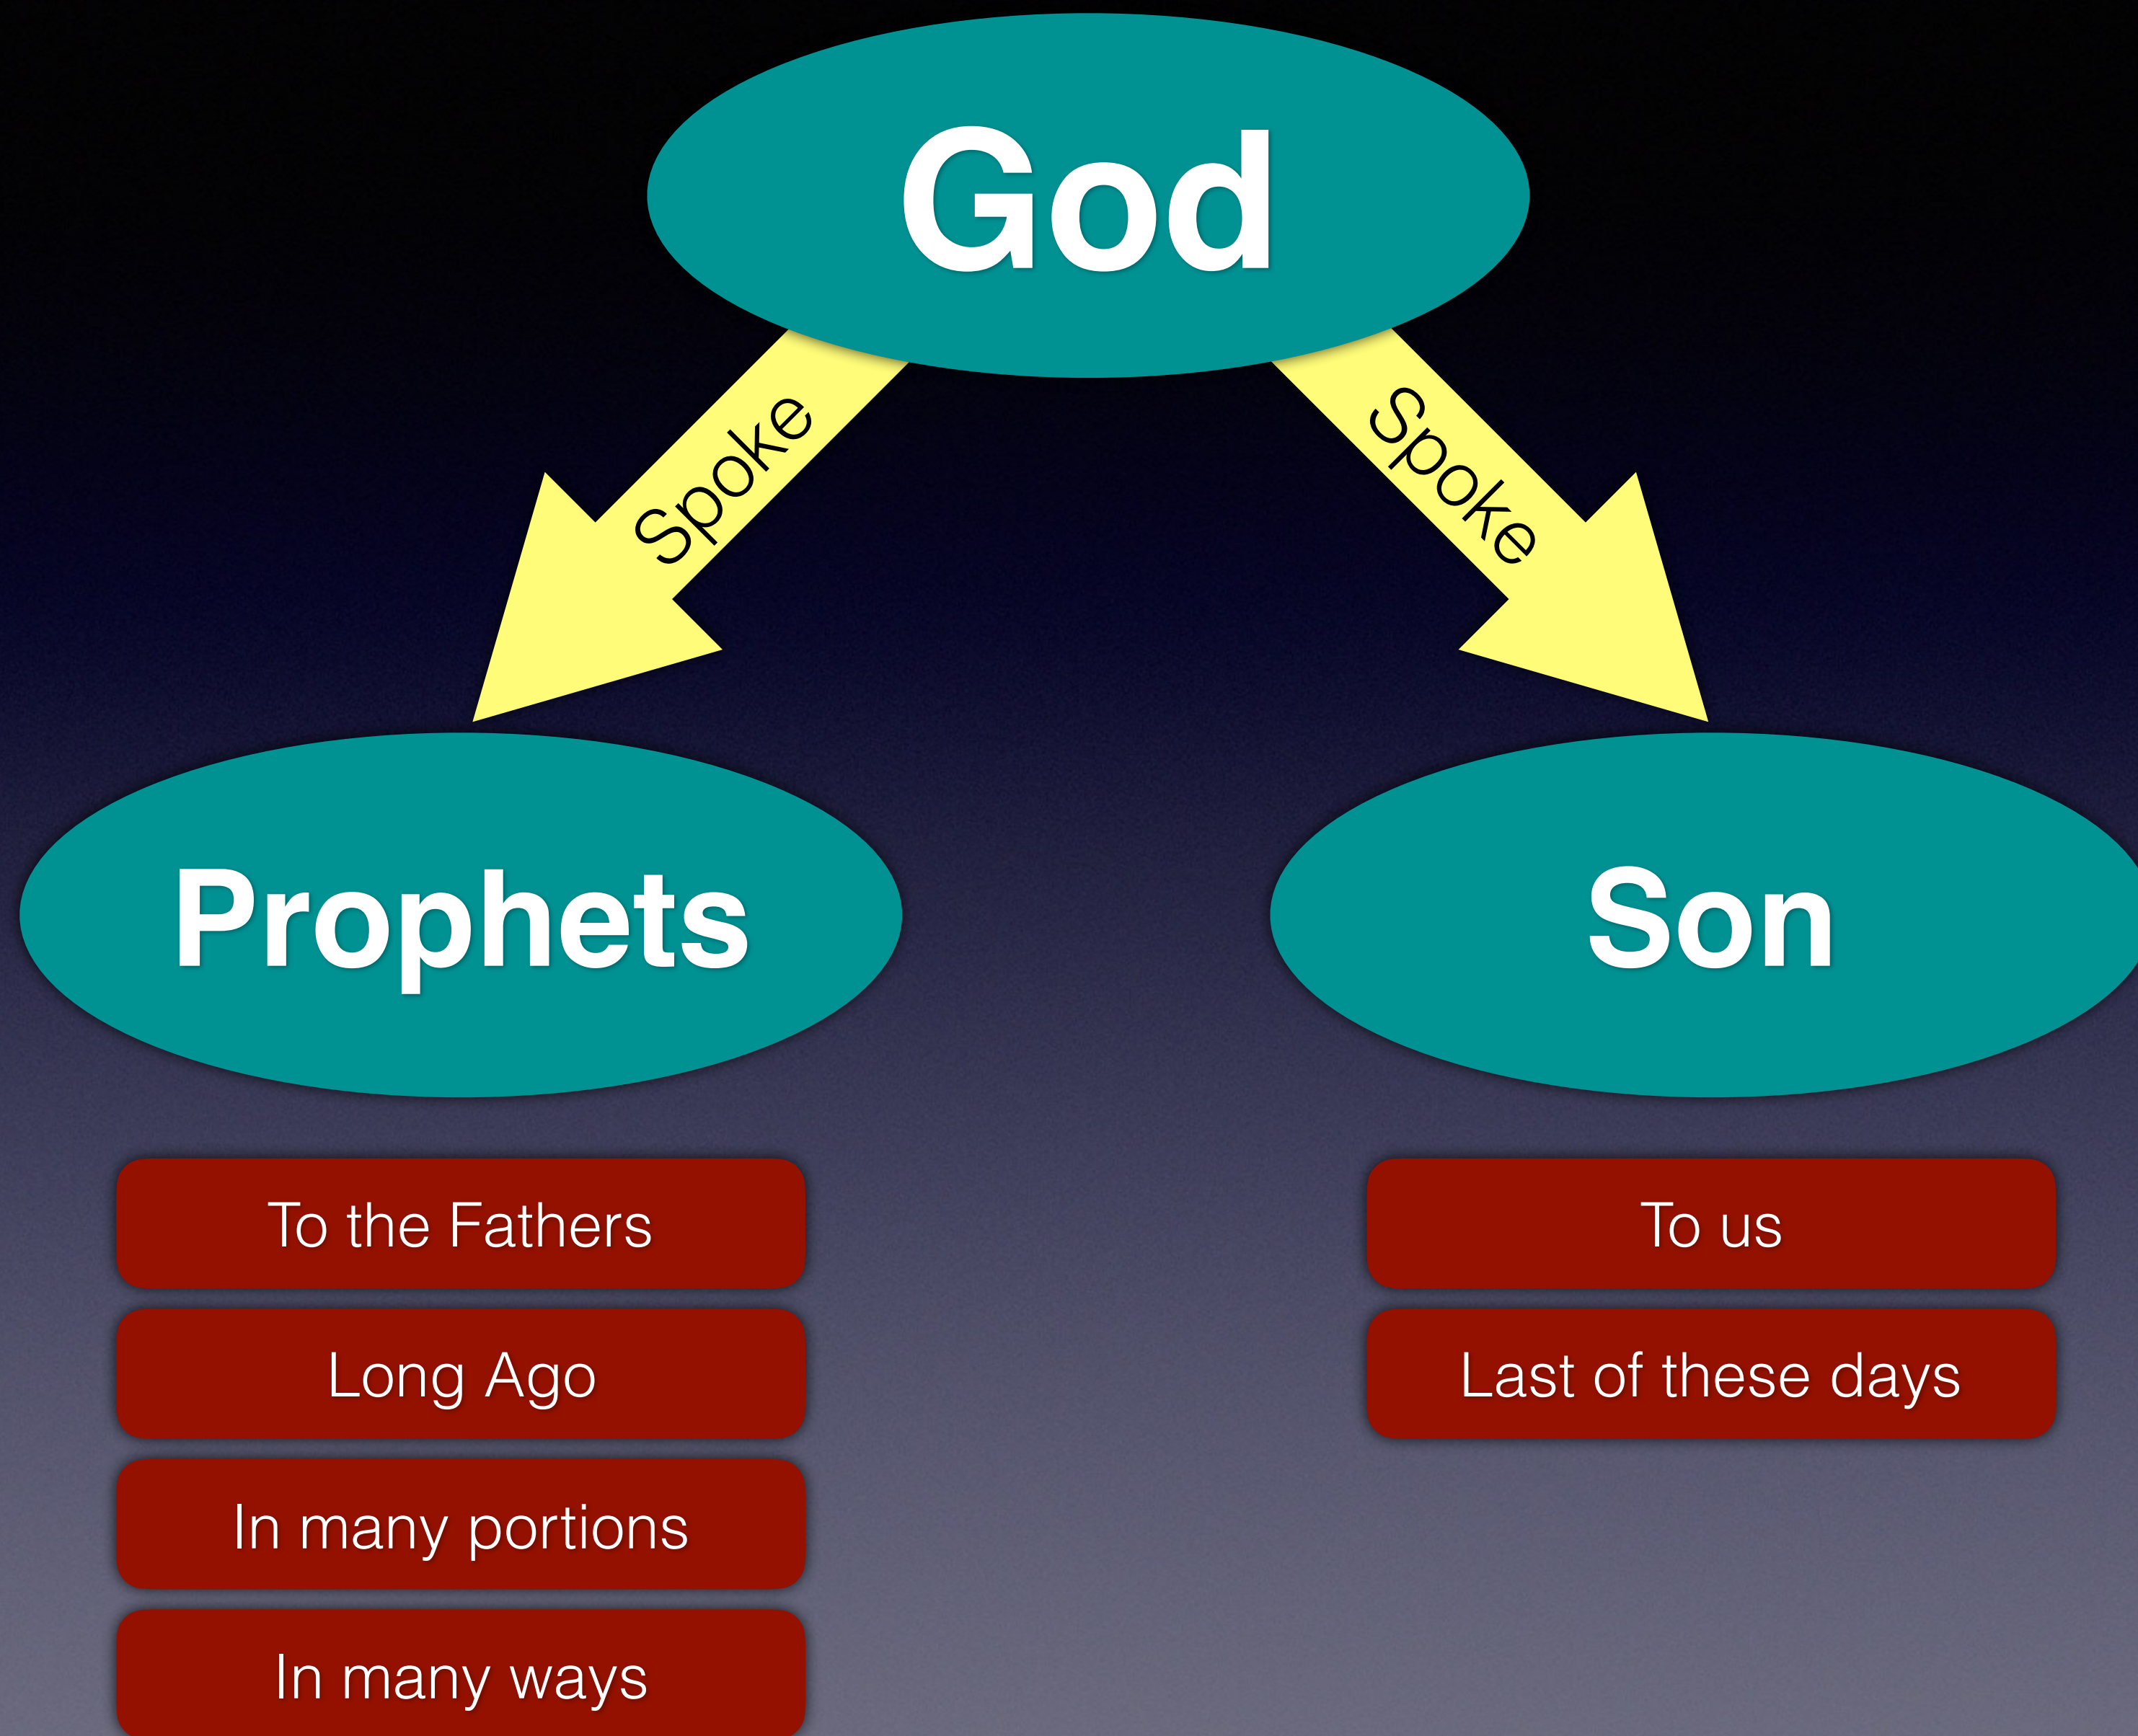 God
Spoke
Spoke
Prophets
Son
To the Fathers
Long Ago
In many portions
In many ways
To us
Last of these days